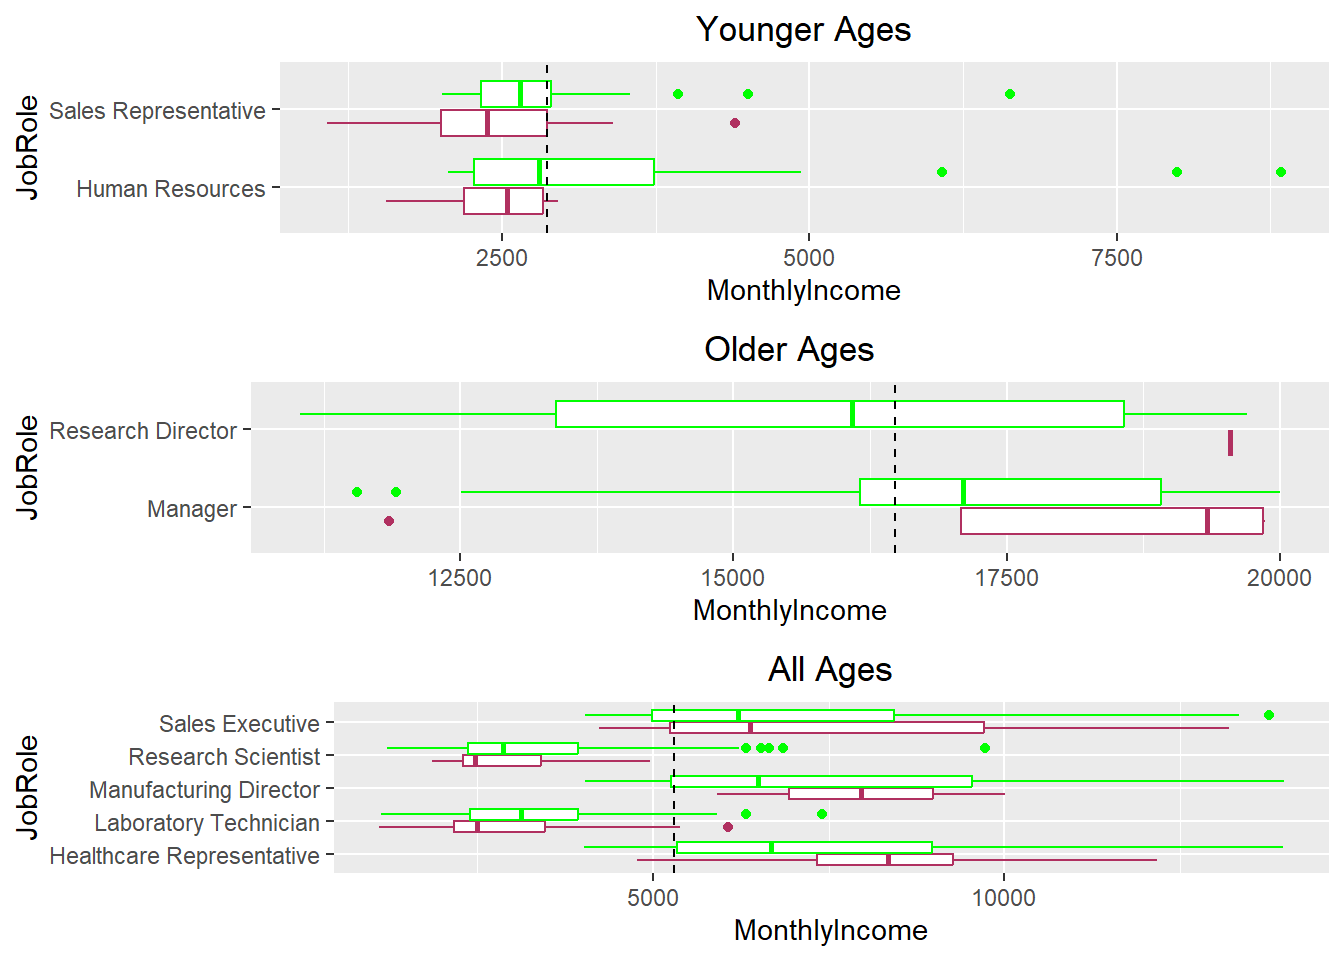 Younger Ages
JobRole
Sales Representative
Human Resources
2500 5000 7500
MonthlyIncome
Older Ages
JobRole
Research Director
Manager
12500 15000 17500 20000
MonthlyIncome
All Ages
JobRole
Sales Executive
Research Scientist
Manufacturing Director
Laboratory Technician
Healthcare Representative
5000 10000
MonthlyIncome